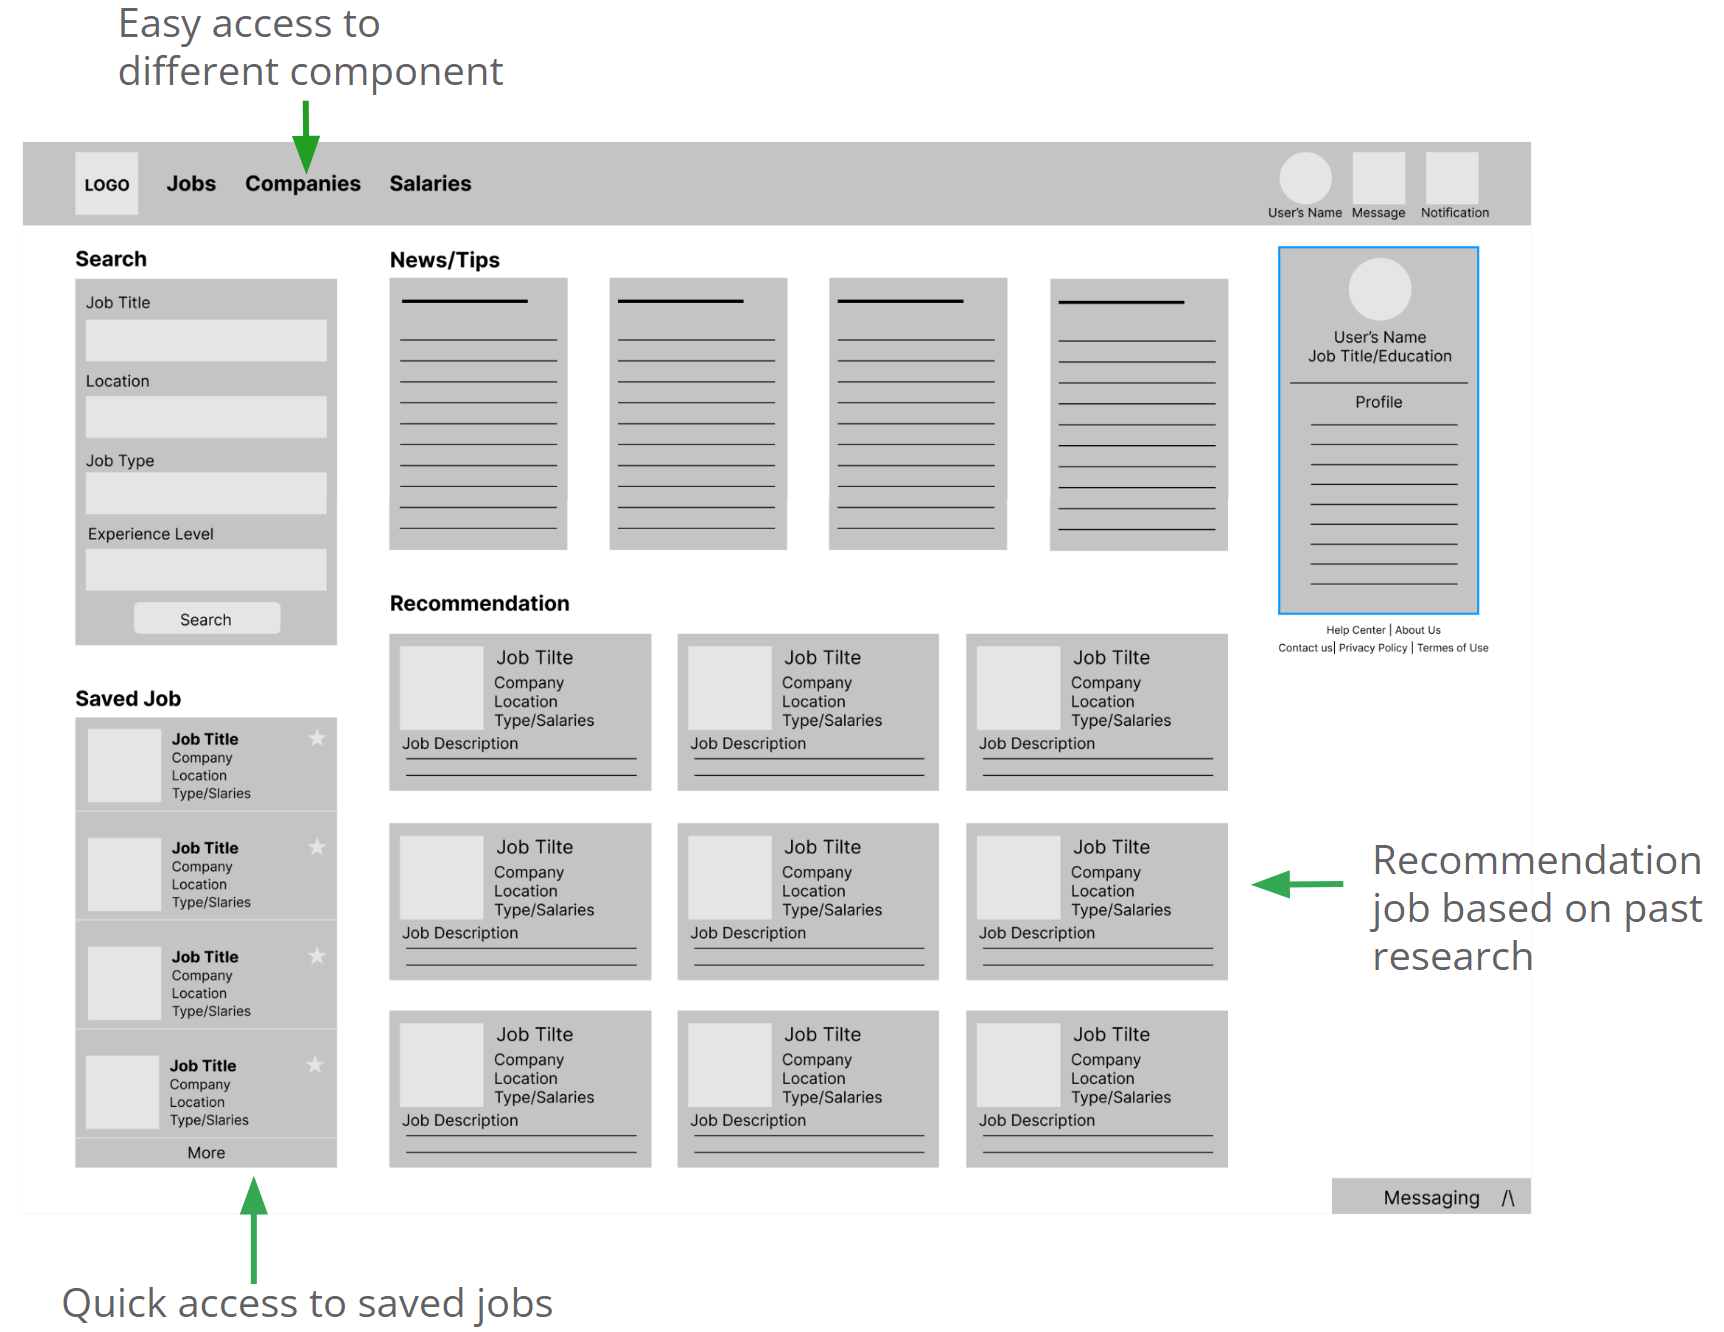 Easy access to
different component
LOGO
Jobs Companies Salaries
User's Name Message Notification
Search
Job Title
Location
Job Type
Experience Level
Search
News/Tips
User's Name
Job Title/Education
Profile
Help Center | About Us
Contact us| Privacy Policy | Termes of Use
Recommendation
Job Tilte
Company
Location
Type/Salaries
Job Description
Job Tilte
Company
Location
Type/Salaries
Job Description
Job Tilte
Company
Location
Type/Salaries
Job Description
Job Tilte
Company
Location
Type/Salaries
Job Description
Job Tilte
Company
Location
Type/Salaries
Job Description
Job Tilte
Company
Location
Type/Salaries
Job Description
Job Tilte
Company
Location
Type/Salaries
Job Description
Job Tilte
Company
Location
Type/Salaries
Job Description
Job Tilte
Company
Location
Type/Salaries
Job Description
Saved Job
Job Title
Company
Location
Type/Slaries
Job Title
Company
Location
Type/Slaries
Job Title
Company
Location
Type/Slaries
Job Title
Company
Location
Type/Slaries
More
Recommendation
job based on past
research
Messaging /\
Quick access to saved jobs